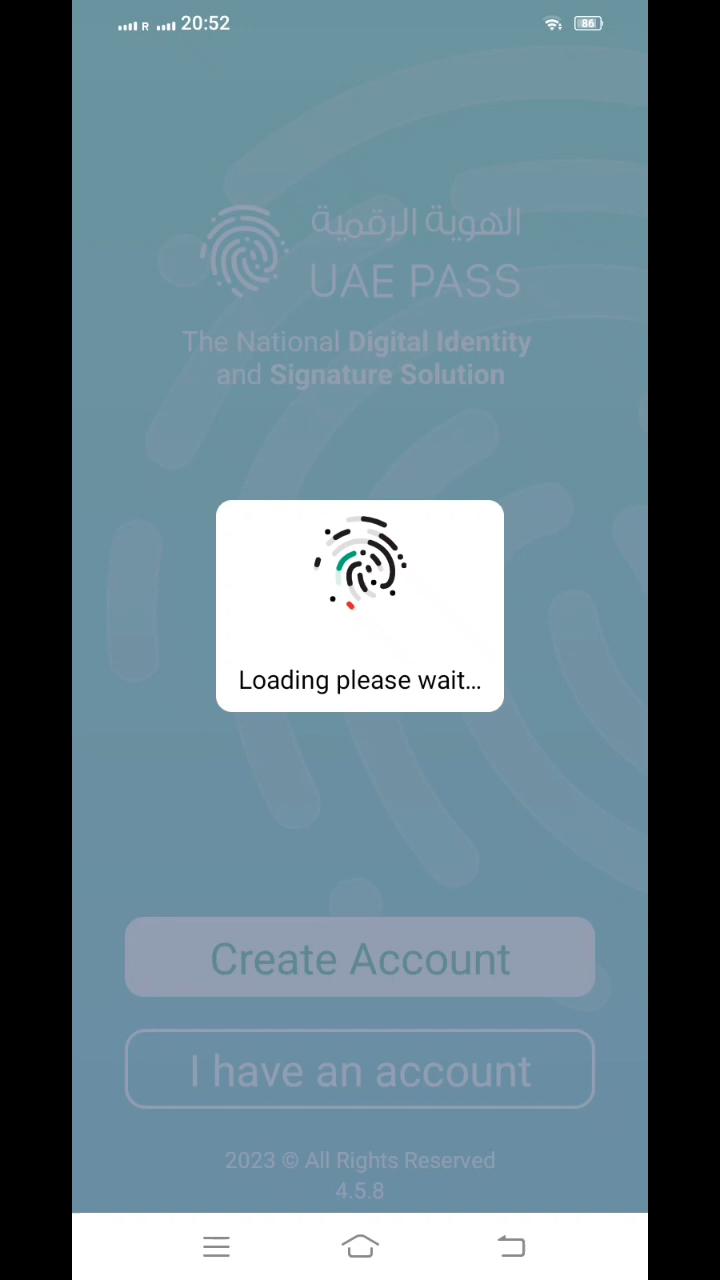 R 20:52
86
الهوية الرقمية
UAE PASS
The National Digital Identity
and Signature Solution
Loading please wait...
Create Account
I have an account
2023 © All Rights Reserved
4.5.8